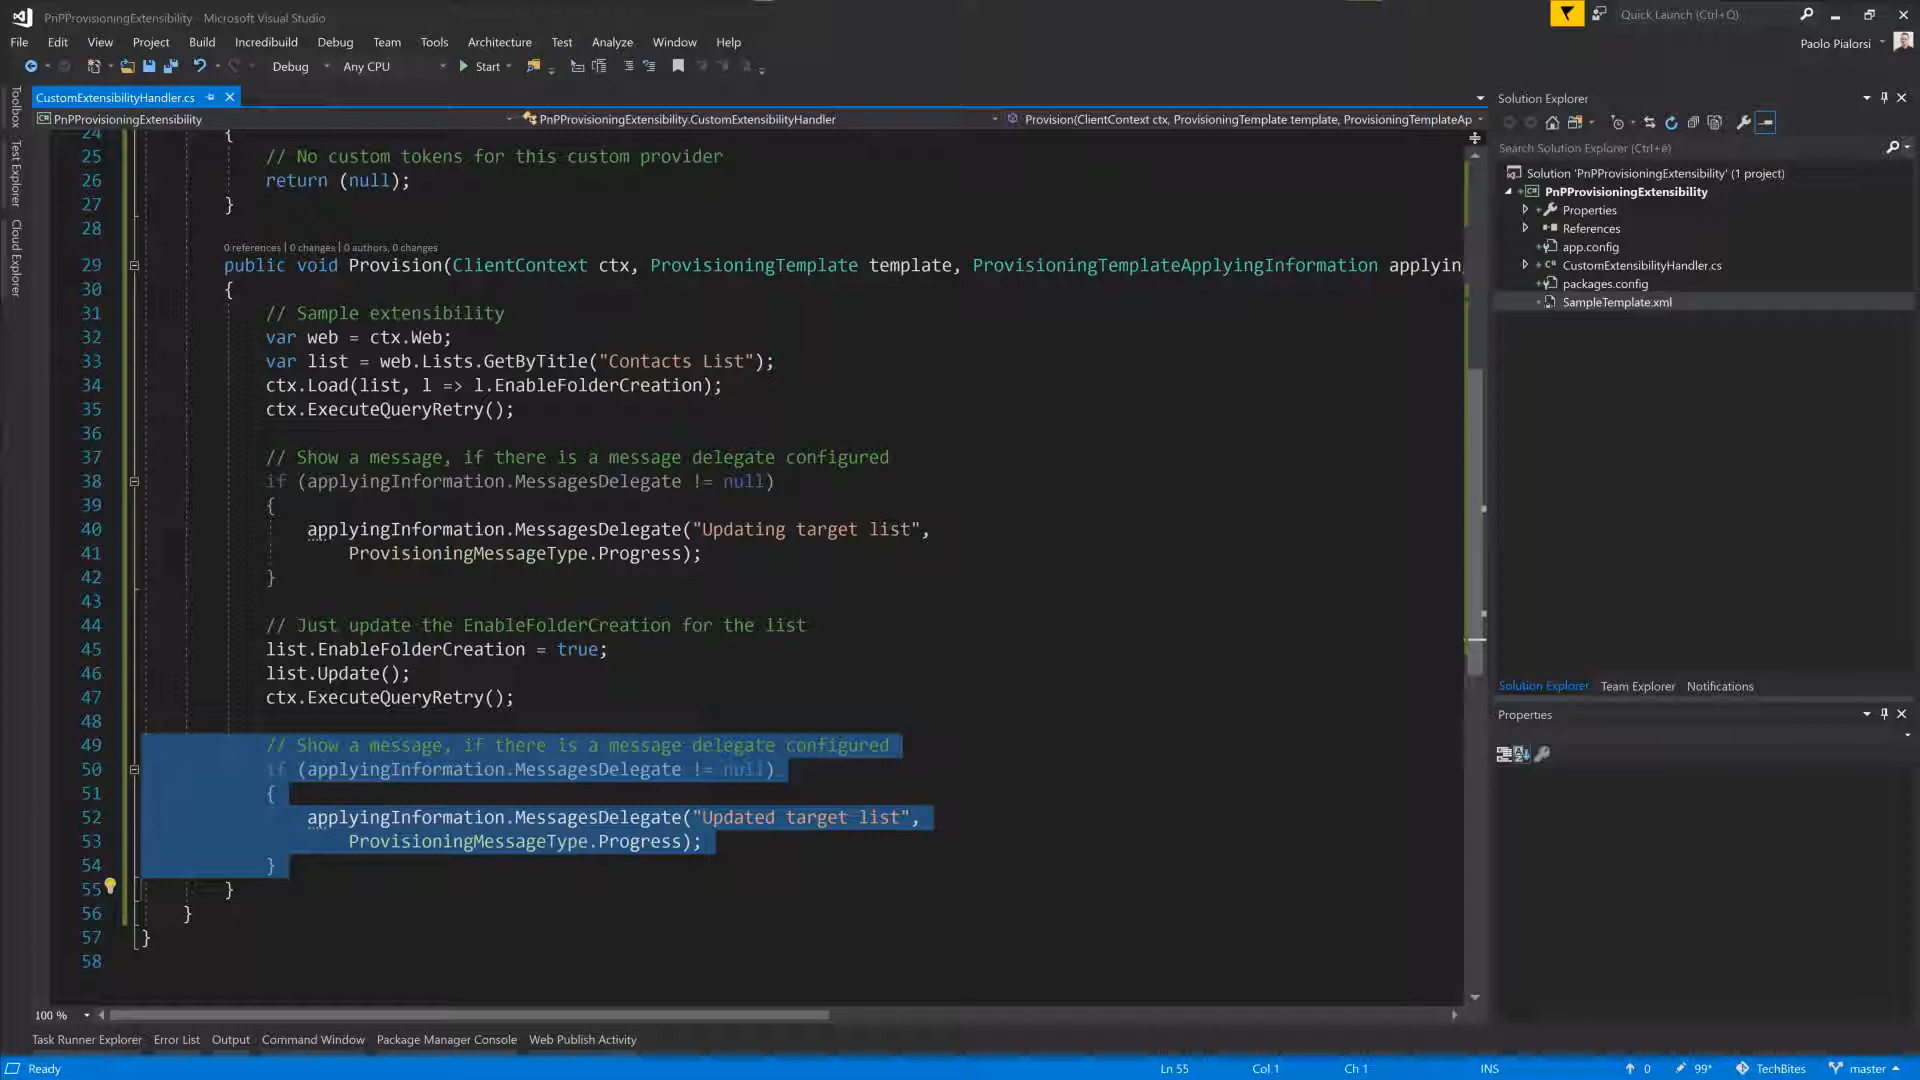 PnPProvisioningExtensibility - Microsoft Visual Studio
Quick Launch (Ctrl+Q)
File Edit View Project Build Incredibuild Debug Team Tools Architecture Test Analyze Window Help
Paolo Pialorsi
Debug Any CPU Start
Toolbox
Test Explorer
Cloud Explorer
CustomExtensibilityHandler.cs
PnPProvisioningExtensibility PnPProvisioningExtensibility.CustomExtensibilityHandler Provision(ClientContext ctx, ProvisioningTemplate template, ProvisioningTemplateAp
24 {
25 // No custom tokens for this custom provider
26 return (null);
27 }
28
0 references | 0 changes | 0 authors, 0 changes
29 public void Provision(ClientContext ctx, ProvisioningTemplate template, ProvisioningTemplateApplyingInformation applyin
30 {
31 // Sample extensibility
32 var web = ctx.Web;
33 var list = web.Lists.GetByTitle("Contacts List");
34 ctx.Load(list, l => l.EnableFolderCreation);
35 ctx.ExecuteQueryRetry();
36
37 // Show a message, if there is a message delegate configured
38 if (applyingInformation.MessagesDelegate != null)
39 {
40 applyingInformation.MessagesDelegate("Updating target list",
41 ProvisioningMessageType.Progress);
42 }
43
44 // Just update the EnableFolderCreation for the list
45 list.EnableFolderCreation = true;
46 list.Update();
47 ctx.ExecuteQueryRetry();
48
49 // Show a message, if there is a message delegate configured
50 if (applyingInformation.MessagesDelegate != null)
51 {
52 applyingInformation.MessagesDelegate("Updated target list",
53 ProvisioningMessageType.Progress);
54 }
55 }
56 }
57 }
58
100 %
Solution Explorer
Search Solution Explorer (Ctrl+è)
Solution 'PnPProvisioningExtensibility' (1 project)
C# PnPProvisioningExtensibility
Properties
References
app.config
C# CustomExtensibilityHandler.cs
packages.config
SampleTemplate.xml
Solution Explorer Team Explorer Notifications
Properties
Task Runner Explorer Error List Output Command Window Package Manager Console Web Publish Activity
Ready Ln 55 Col 1 Ch 1 INS 0 99* TechBites master